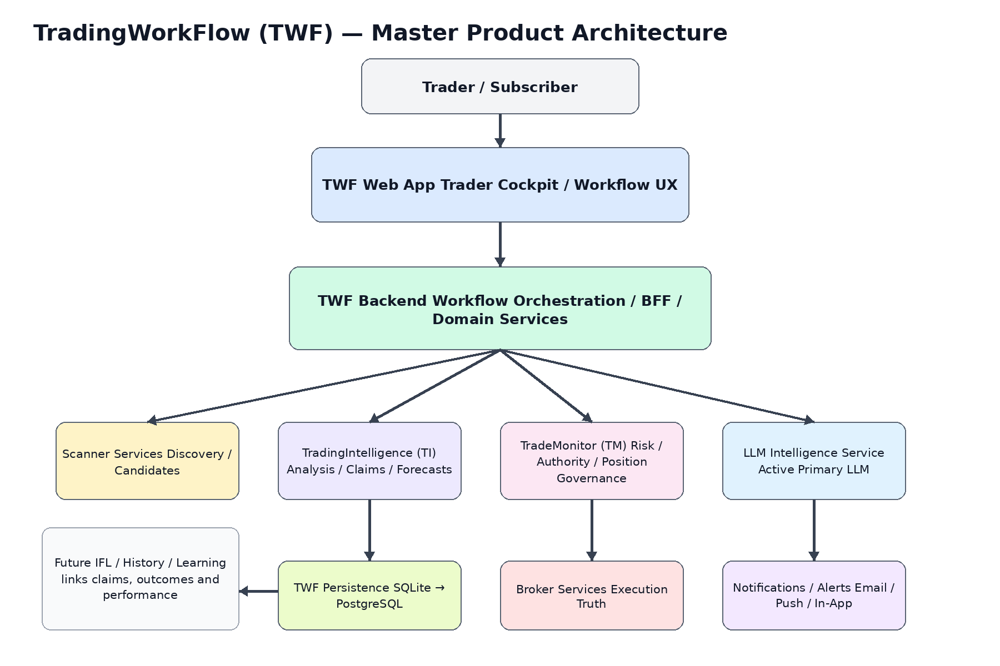 TradingWorkFlow (TWF) — Master Product Architecture
Trader / Subscriber
TWF Web App Trader Cockpit / Workflow UX
TWF Backend Workflow Orchestration / BFF /
Domain Services
Scanner Services Discovery /
Candidates
TradingIntelligence (TI)
Analysis / Claims / Forecasts
TradeMonitor (TM) Risk /
Authority / Position
Governance
LLM Intelligence Service
Active Primary LLM
Future IFL / History / Learning
links claims, outcomes and
performance
TWF Persistence SQLite →
PostgreSQL
Broker Services Execution
Truth
Notifications / Alerts Email /
Push / In-App